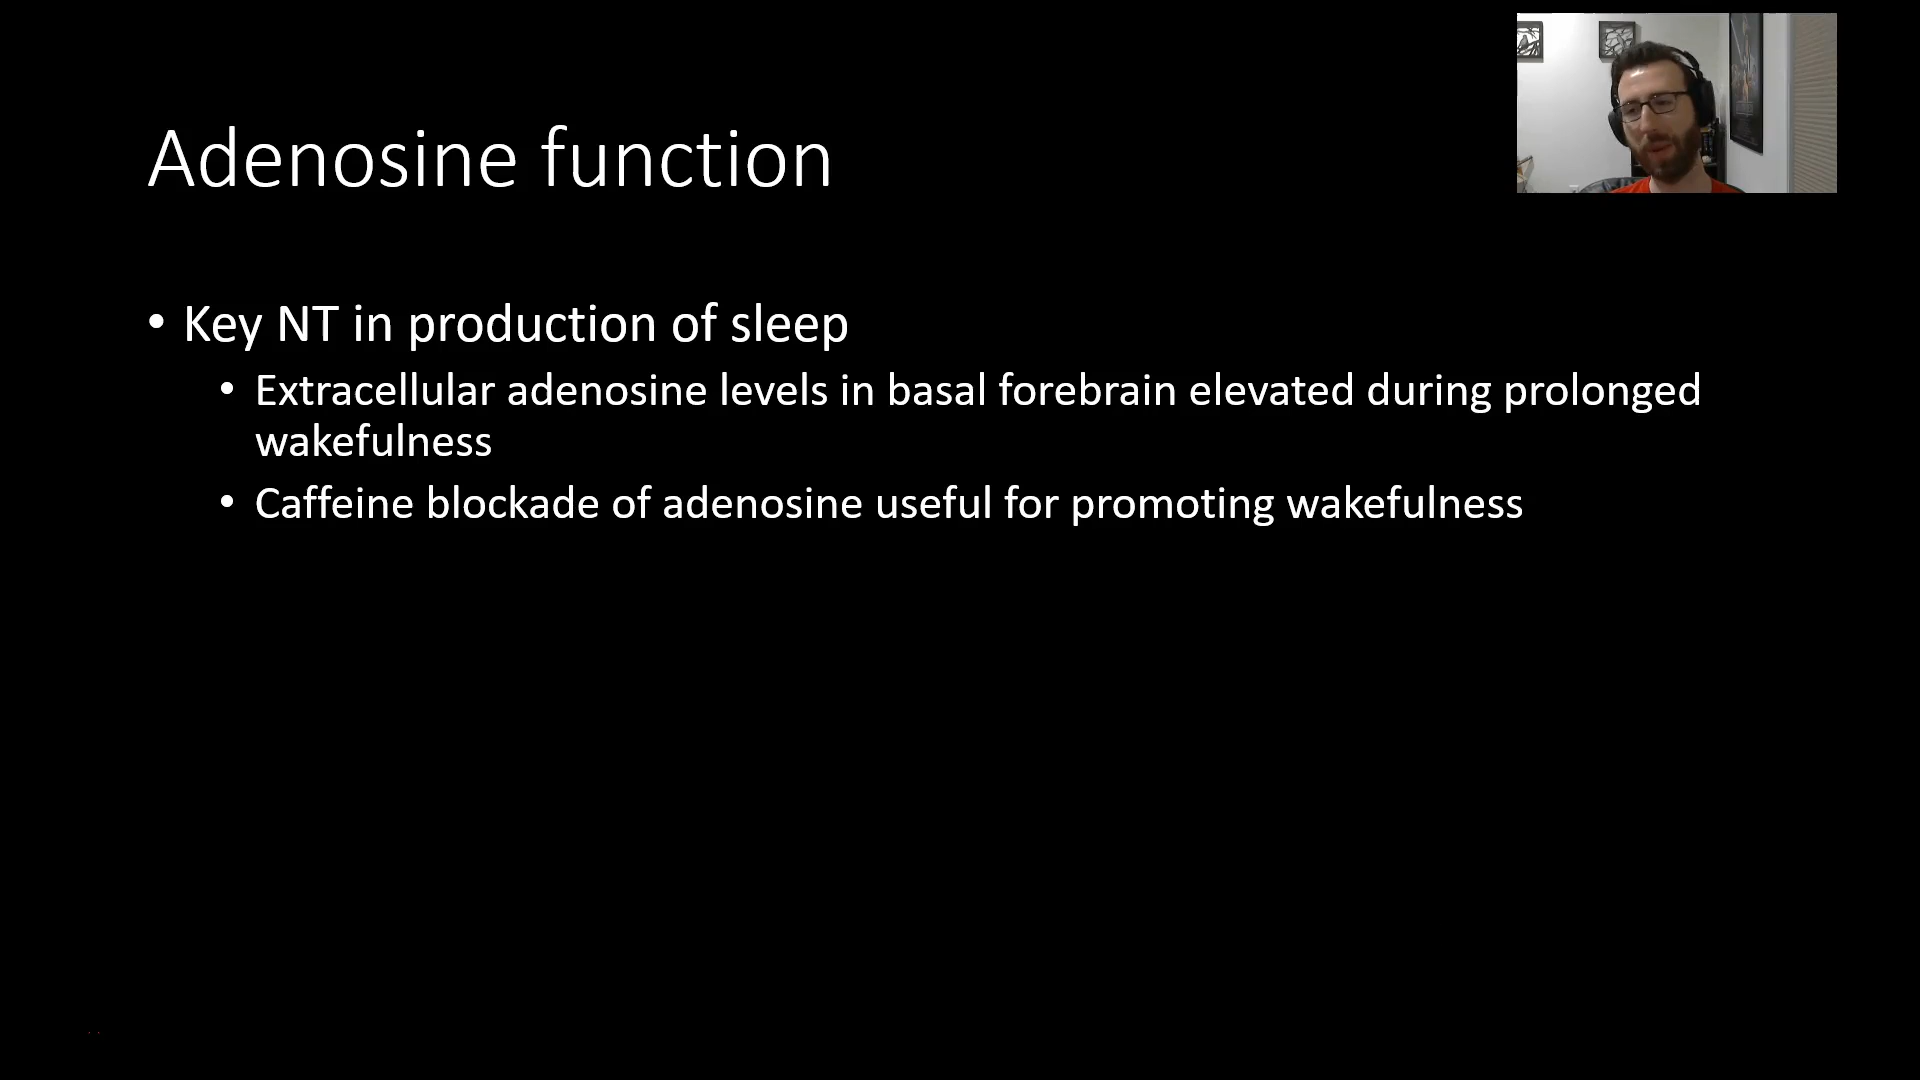 Adenosine function
• Key NT in production of sleep
• Extracellular adenosine levels in basal forebrain elevated during prolonged
wakefulness
• Caffeine blockade of adenosine useful for promoting wakefulness